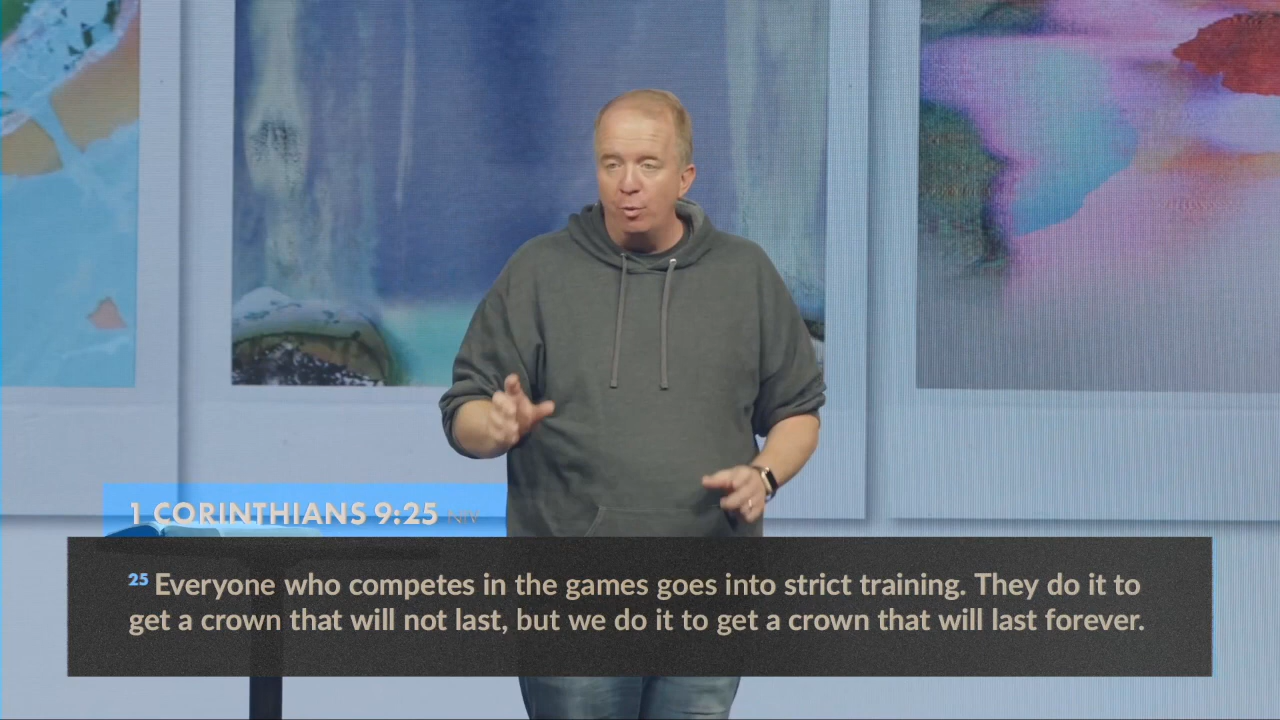 1 CORINTHIANS 9:25 NIV
25 Everyone who competes in the games goes into strict training. They do it to
get a crown that will not last, but we do it to get a crown that will last forever.